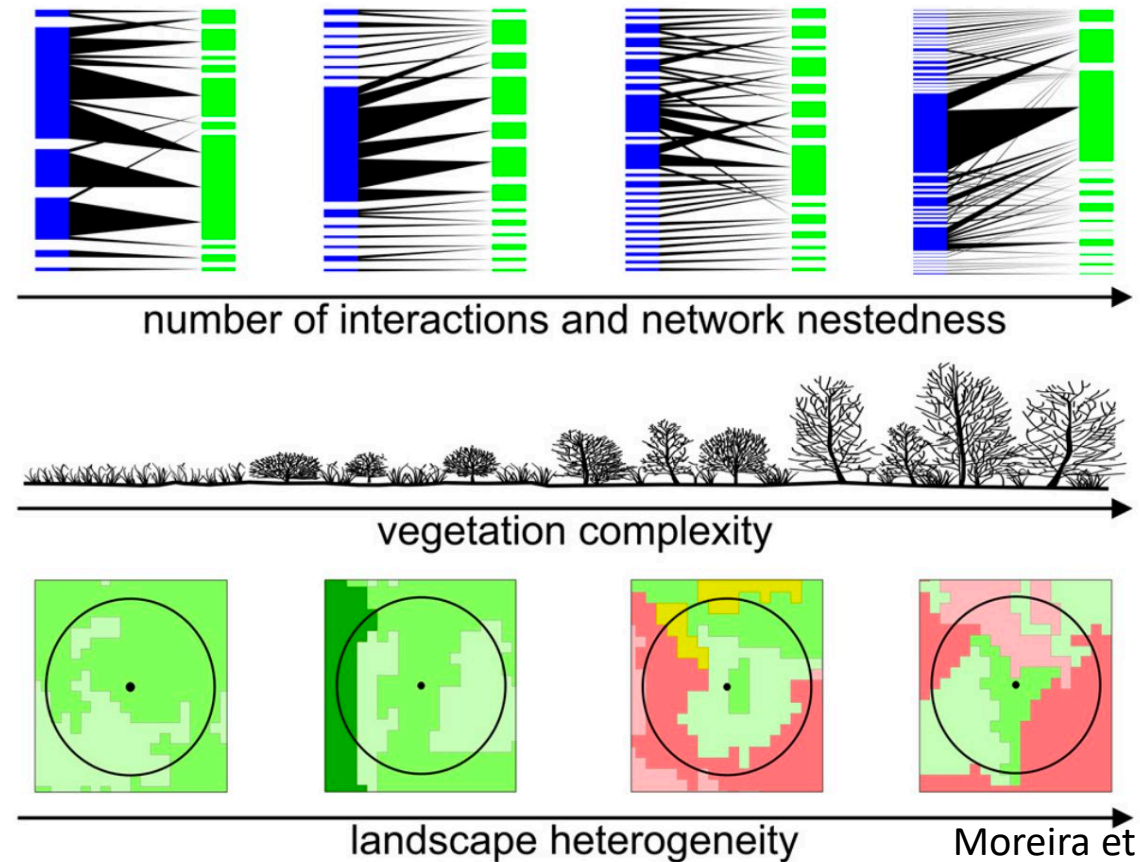 number of interactions and network nestedness
vegetation complexity
landscape heterogeneity
Moreira et